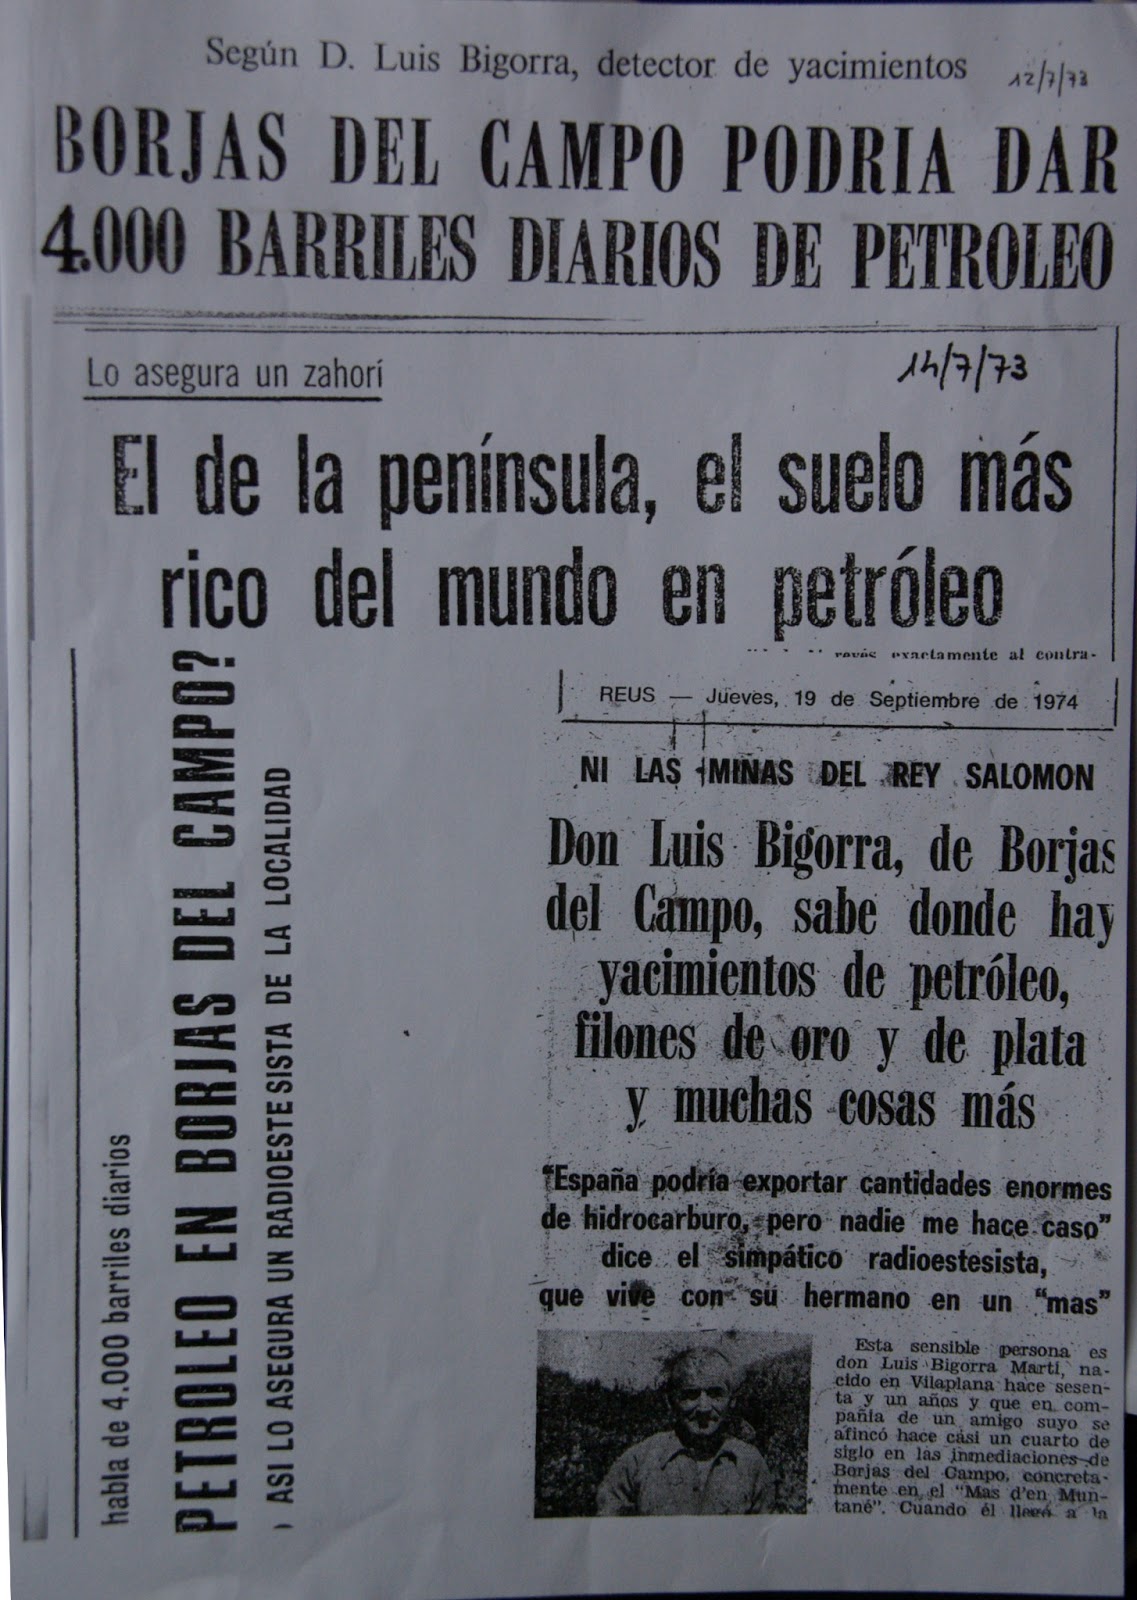 Según D. Luis Bigorra, detector de yacimientos 12/7/73
BORJAS DEL CAMPO PODRIA DAR
4.000 BARRILES DIARIOS DE PETROLEO
Lo asegura un zahorí
14/7/73
El de la península, el suelo más
rico del mundo en petróleo
revés exactamente al contra-
habla de 4.000 barriles diarios
PETROLEO EN BORJAS DEL CAMPO?
ASI LO ASEGURA UN RADIOESTESISTA DE LA LOCALIDAD
REUS — Jueves, 19 de Septiembre de 1974
NI LAS MINAS DEL REY SALOMON
Don Luis Bigorra, de Borjas
del Campo, sabe donde hay
yacimientos de petróleo,
filones de oro y de plata
y muchas cosas más
"España podría exportar cantidades enormes
de hidrocarburo, pero nadie me hace caso"
dice el simpático radioestesista,
que vive con su hermano en un "mas"
Esta sensible persona es
don Luis Bigorra Martí, na-
cido en Vilaplana hace sesen-
ta y un años y que en com-
pañía de un amigo suyo se
afincó hace casi un cuarto de
siglo en las inmediaciones de
Borjas del Campo, concreta-
mente en el "Mas d'en Mun-
tané". Cuando él llegó a la